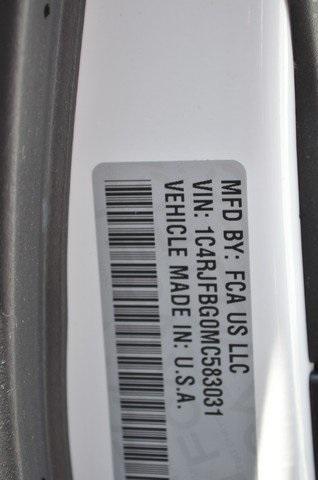 MFD BY: FCA US LLC
VIN: 1C4RJFBG0MC583031
VEHICLE MADE IN: U.S.A.